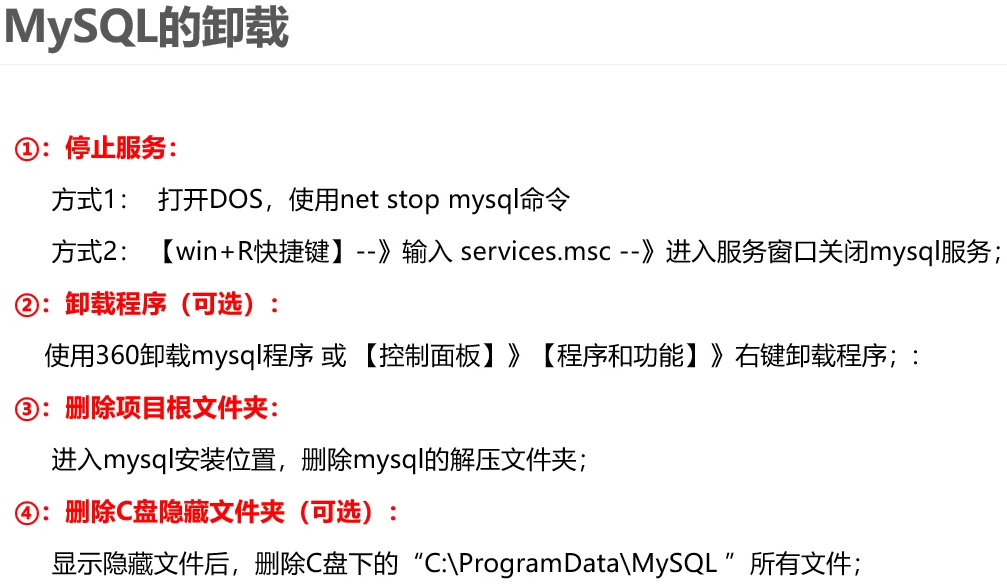 MySQL的卸载
①：停止服务：
方式1： 打开DOS，使用net stop mysql命令
方式2： 【win+R快捷键】--》输入 services.msc --》进入服务窗口关闭mysql服务；
②：卸载程序（可选）：
使用360卸载mysql程序 或 【控制面板】》【程序和功能】》右键卸载程序；:
③：删除项目根文件夹：
进入mysql安装位置，删除mysql的解压文件夹；
④：删除C盘隐藏文件夹（可选）：
显示隐藏文件后，删除C盘下的“C:\ProgramData\MySQL ”所有文件；